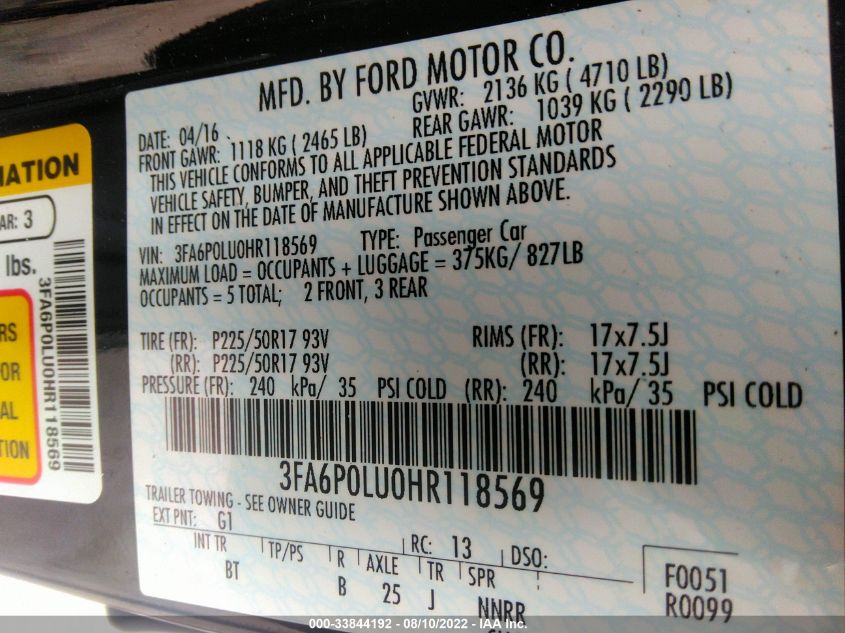 MATION
AR: 3
lbs.
RS
OR
AL
TION
3FA6P0LU0HR118569
MFD. BY FORD MOTOR CO.
DATE: 04/16 GVWR: 2136 KG ( 4710 LB)
FRONT GAWR: 1118 KG ( 2465 LB) REAR GAWR: 1039 KG ( 2290 LB)
THIS VEHICLE CONFORMS TO ALL APPLICABLE FEDERAL MOTOR
VEHICLE SAFETY, BUMPER, AND THEFT PREVENTION STANDARDS
IN EFFECT ON THE DATE OF MANUFACTURE SHOWN ABOVE.
VIN: 3FA6P0LU0HR118569 TYPE: Passenger Car
MAXIMUM LOAD = OCCUPANTS + LUGGAGE = 375KG/ 827LB
OCCUPANTS = 5 TOTAL; 2 FRONT, 3 REAR
TIRE (FR): P225/50R17 93V RIMS (FR): 17x7.5J
(RR): P225/50R17 93V (RR): 17x7.5J
PRESSURE (FR): 240 kPa/ 35 PSI COLD (RR): 240 kPa/ 35 PSI COLD
3FA6P0LU0HR118569
TRAILER TOWING - SEE OWNER GUIDE
EXT PNT: G1 RC: 13 DSO:
INT TR TP/PS R AXLE TR SPR F0051
BT B 25 J NNRR R0099
000-33844192 - 08/10/2022 - IAA Inc.